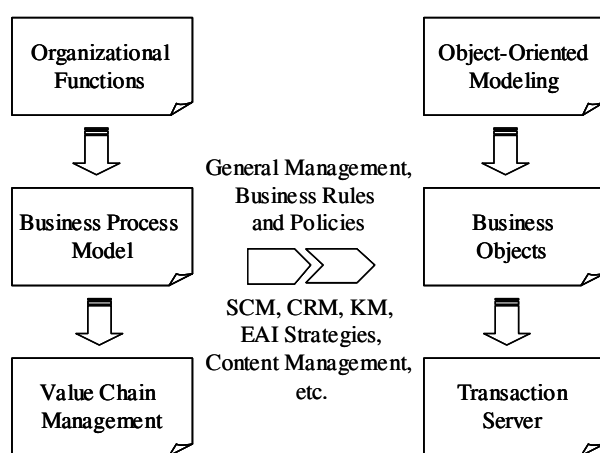 Organizational
Functions
Object-Oriented
Modeling
General Management,
Business Rules
and Policies
Business Process
Model
Business
Objects
SCM, CRM, KM,
EAI Strategies,
Content Management,
etc.
Value Chain
Management
Transaction
Server